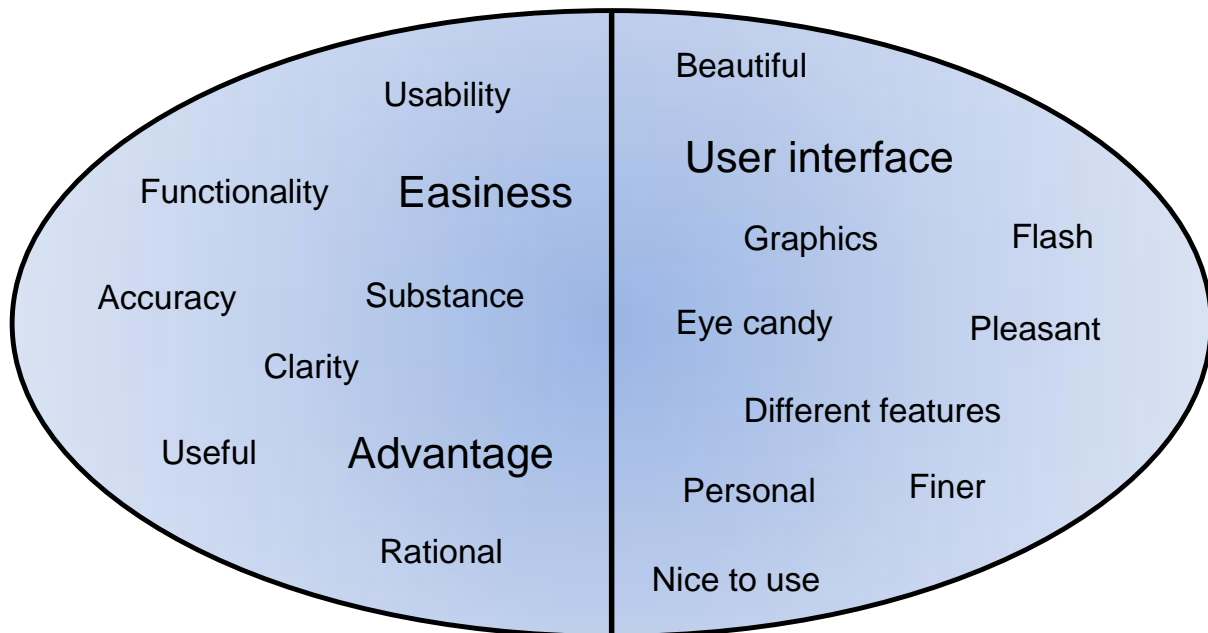 Usability
Functionality
Easiness
Accuracy
Substance
Clarity
Useful
Advantage
Rational
Beautiful
User interface
Graphics
Flash
Eye candy
Pleasant
Different features
Personal
Finer
Nice to use